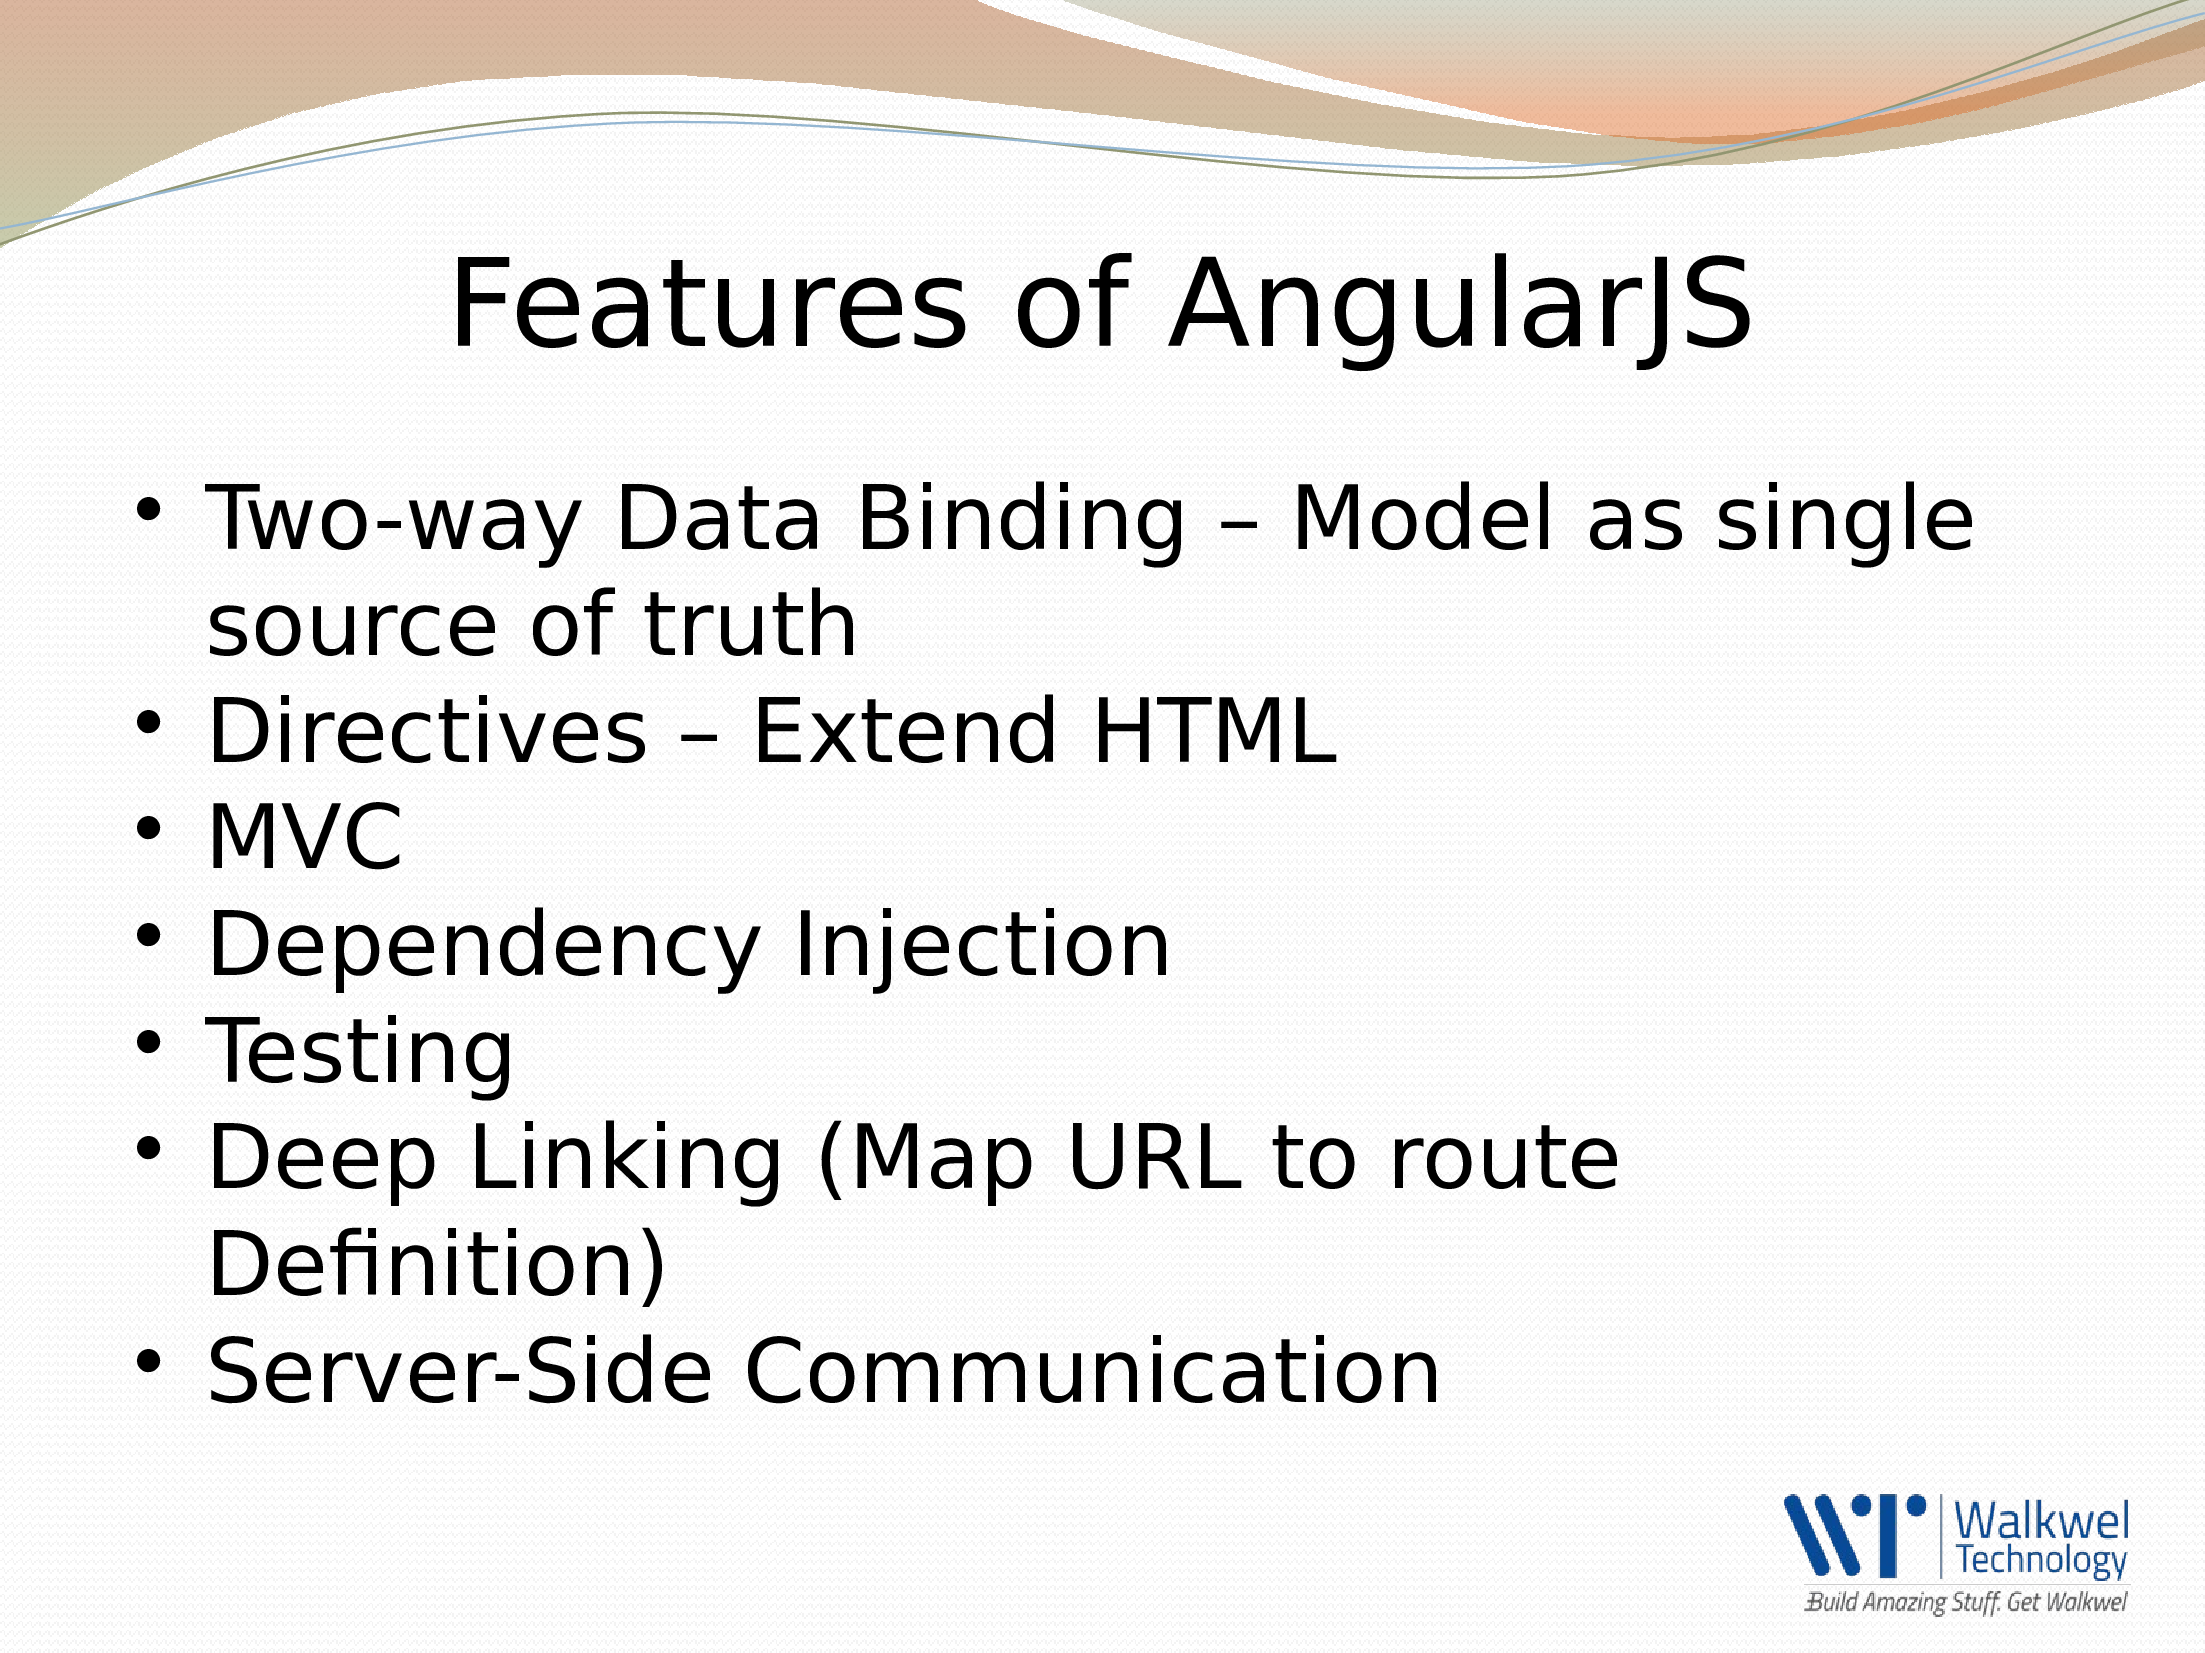 Features of AngularJS
• Two-way Data Binding – Model as single
source of truth
• Directives – Extend HTML
• MVC
• Dependency Injection
• Testing
• Deep Linking (Map URL to route
Definition)
• Server-Side Communication
WT
Walkwel
Technology
Build Amazing Stuff. Get Walkwel